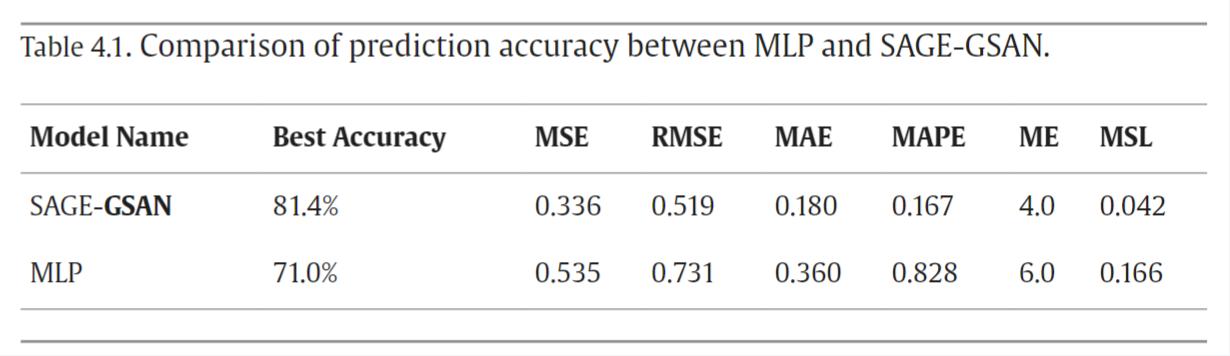 Table 4.1. Comparison of prediction accuracy between MLP and SAGE-GSAN.
Model Name Best Accuracy MSE RMSE MAE MAPE ME MSL
SAGE-GSAN 81.4% 0.336 0.519 0.180 0.167 4.0 0.042
MLP 71.0% 0.535 0.731 0.360 0.828 6.0 0.166